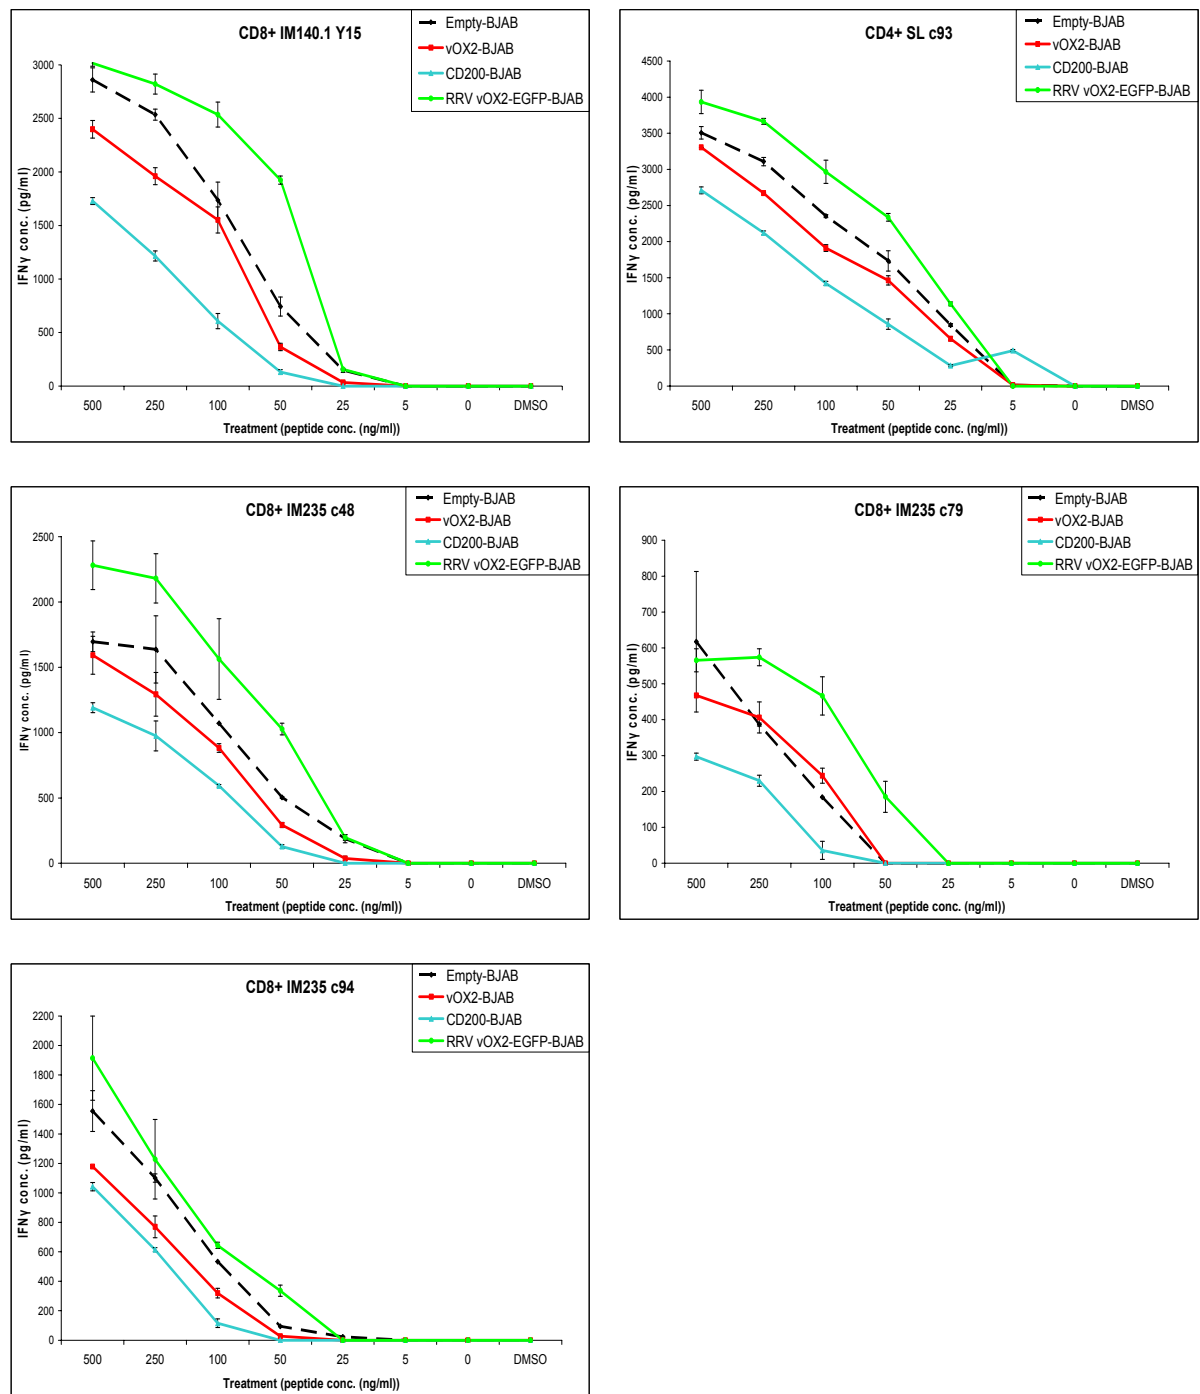 CD8+ IM140.1 Y15
Empty-BJAB
vOX2-BJAB
CD200-BJAB
RRV vOX2-EGFP-BJAB
3000
2500
2000
1500
1000
500
0
IFNγ conc. (pg/ml)
500 250 100 50 25 5 0 DMSO
Treatment (peptide conc. (ng/ml))
CD4+ SL c93
Empty-BJAB
vOX2-BJAB
CD200-BJAB
RRV vOX2-EGFP-BJAB
4500
4000
3500
3000
2500
2000
1500
1000
500
0
IFNγ conc. (pg/ml)
500 250 100 50 25 5 0 DMSO
Treatment (peptide conc. (ng/ml))
CD8+ IM235 c48
Empty-BJAB
vOX2-BJAB
CD200-BJAB
RRV vOX2-EGFP-BJAB
2500
2000
1500
1000
500
0
IFNγ conc. (pg/ml)
500 250 100 50 25 5 0 DMSO
Treatment (peptide conc. (ng/ml))
CD8+ IM235 c79
Empty-BJAB
vOX2-BJAB
CD200-BJAB
RRV vOX2-EGFP-BJAB
900
800
700
600
500
400
300
200
100
0
IFNγ conc. (pg/ml)
500 250 100 50 25 5 0 DMSO
Treatment (peptide conc. (ng/ml))
CD8+ IM235 c94
Empty-BJAB
vOX2-BJAB
CD200-BJAB
RRV vOX2-EGFP-BJAB
2200
2000
1800
1600
1400
1200
1000
800
600
400
200
0
IFNγ conc. (pg/ml)
500 250 100 50 25 5 0 DMSO
Treatment (peptide conc. (ng/ml))